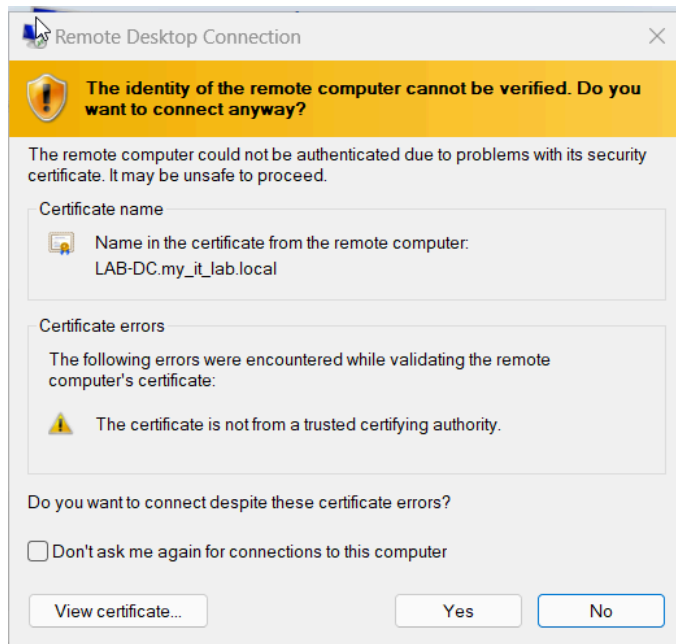 Remote Desktop Connection
The identity of the remote computer cannot be verified. Do you
want to connect anyway?
The remote computer could not be authenticated due to problems with its security
certificate. It may be unsafe to proceed.
Certificate name
Name in the certificate from the remote computer:
LAB-DC.my_it_lab.local
Certificate errors
The following errors were encountered while validating the remote
computer's certificate:
The certificate is not from a trusted certifying authority.
Do you want to connect despite these certificate errors?
Don't ask me again for connections to this computer
View certificate...
Yes
No